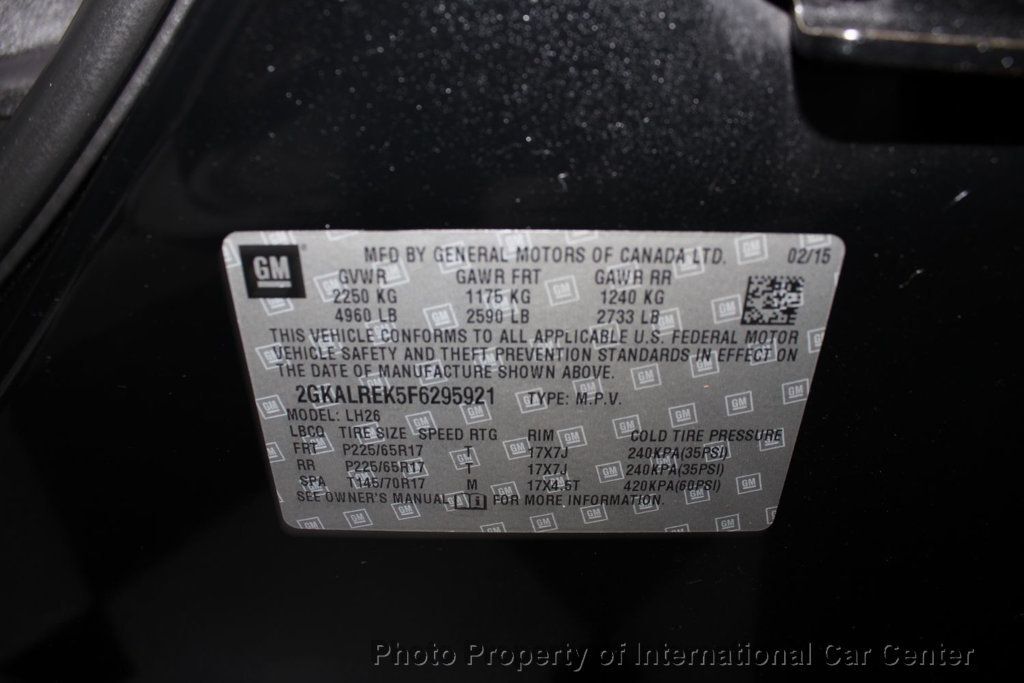 GM MFD BY GENERAL MOTORS OF CANADA LTD. 02/15
GVWR GAWR FRT GAWR RR
2250 KG 1175 KG 1240 KG
4960 LB 2590 LB 2733 LB
THIS VEHICLE CONFORMS TO ALL APPLICABLE U.S. FEDERAL MOTOR
VEHICLE SAFETY AND THEFT PREVENTION STANDARDS IN EFFECT ON
THE DATE OF MANUFACTURE SHOWN ABOVE.
2GKALREK5F6295921 TYPE: M.P.V.
MODEL: LH26
LBCQ TIRE SIZE SPEED RTG RIM COLD TIRE PRESSURE
FRT P225/65R17 T 17X7J 240KPA(35PSI)
RR P225/65R17 T 17X7J 240KPA(35PSI)
SPA T145/70R17 M 17X4.5T 420KPA(60PSI)
SEE OWNER'S MANUAL i FOR MORE INFORMATION.
Photo Property of International Car Center